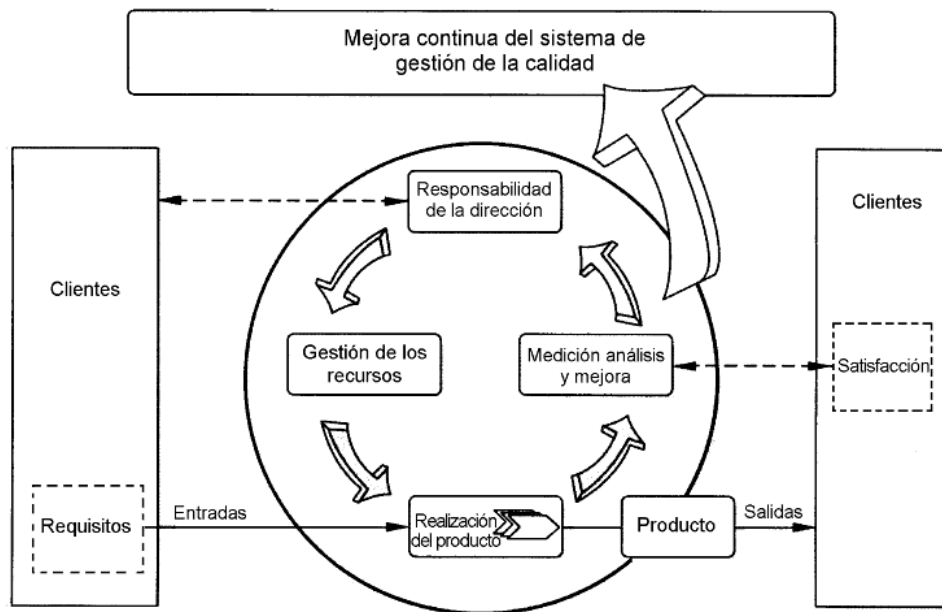 Mejora continua del sistema de
gestión de la calidad
Responsabilidad
de la dirección
Clientes
Clientes
Gestión de los
recursos
Medición análisis
y mejora
Satisfacción
Requisitos
Entradas
Realización
del producto
Producto
Salidas